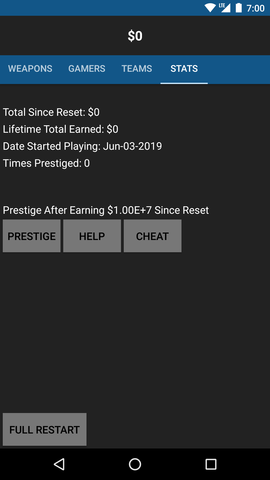 LTE 7:00
$0
WEAPONS GAMERS TEAMS STATS
Total Since Reset: $0
Lifetime Total Earned: $0
Date Started Playing: Jun-03-2019
Times Prestiged: 0
Prestige After Earning $1.00E+7 Since Reset
PRESTIGE HELP CHEAT
FULL RESTART